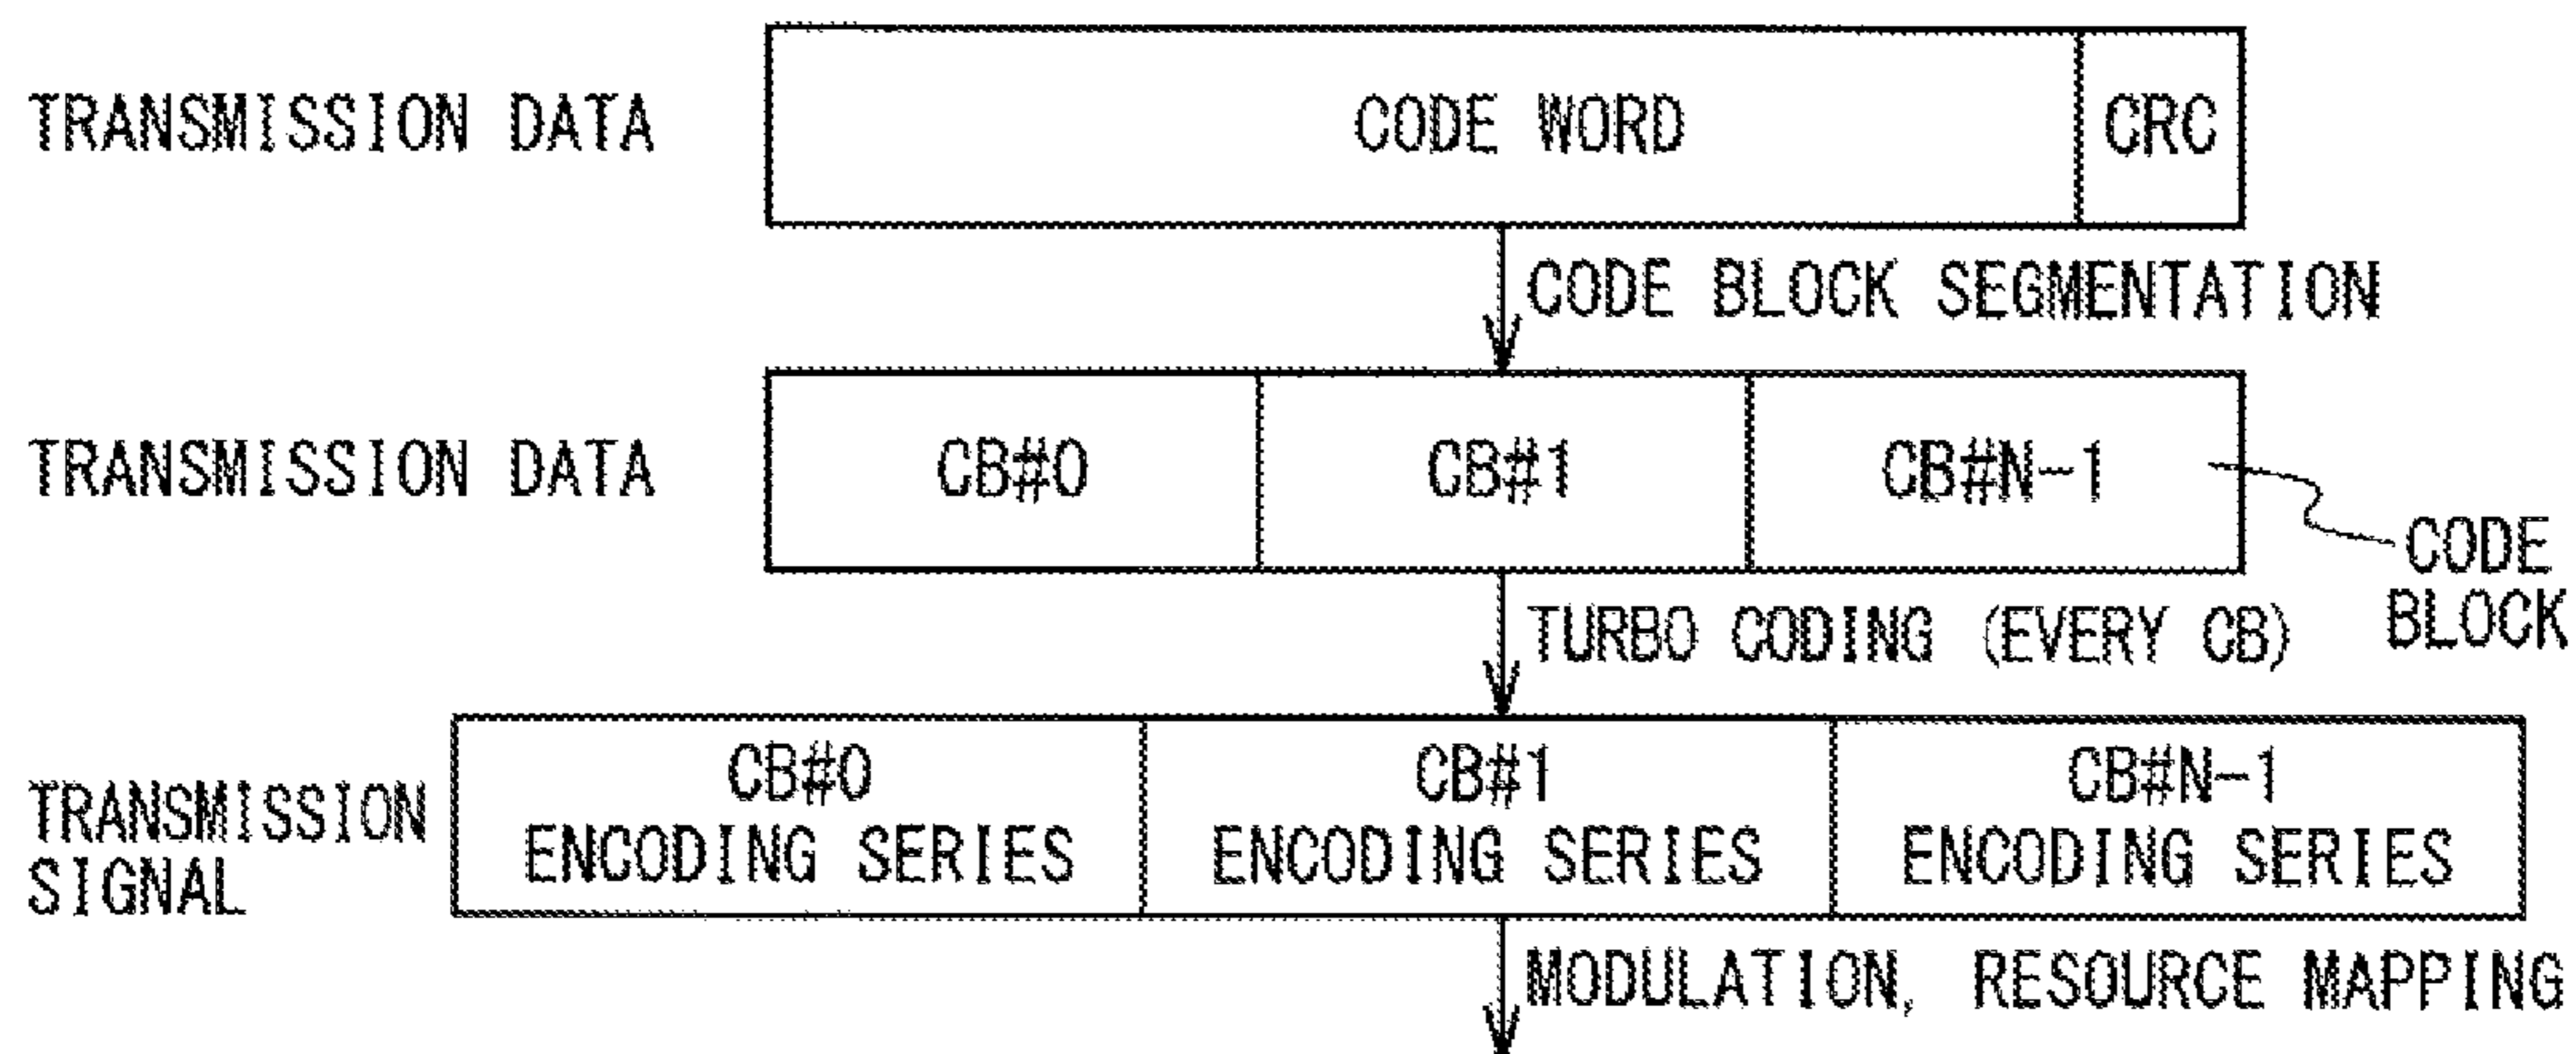 TRANSMISSION DATA
CODE WORD
CRC
CODE BLOCK SEGMENTATION
TRANSMISSION DATA
CB#0
CB#1
CB#N-1
CODE
BLOCK
TURBO CODING (EVERY CB)
TRANSMISSION
SIGNAL
CB#0
ENCODING SERIES
CB#1
ENCODING SERIES
CB#N-1
ENCODING SERIES
MODULATION, RESOURCE MAPPING